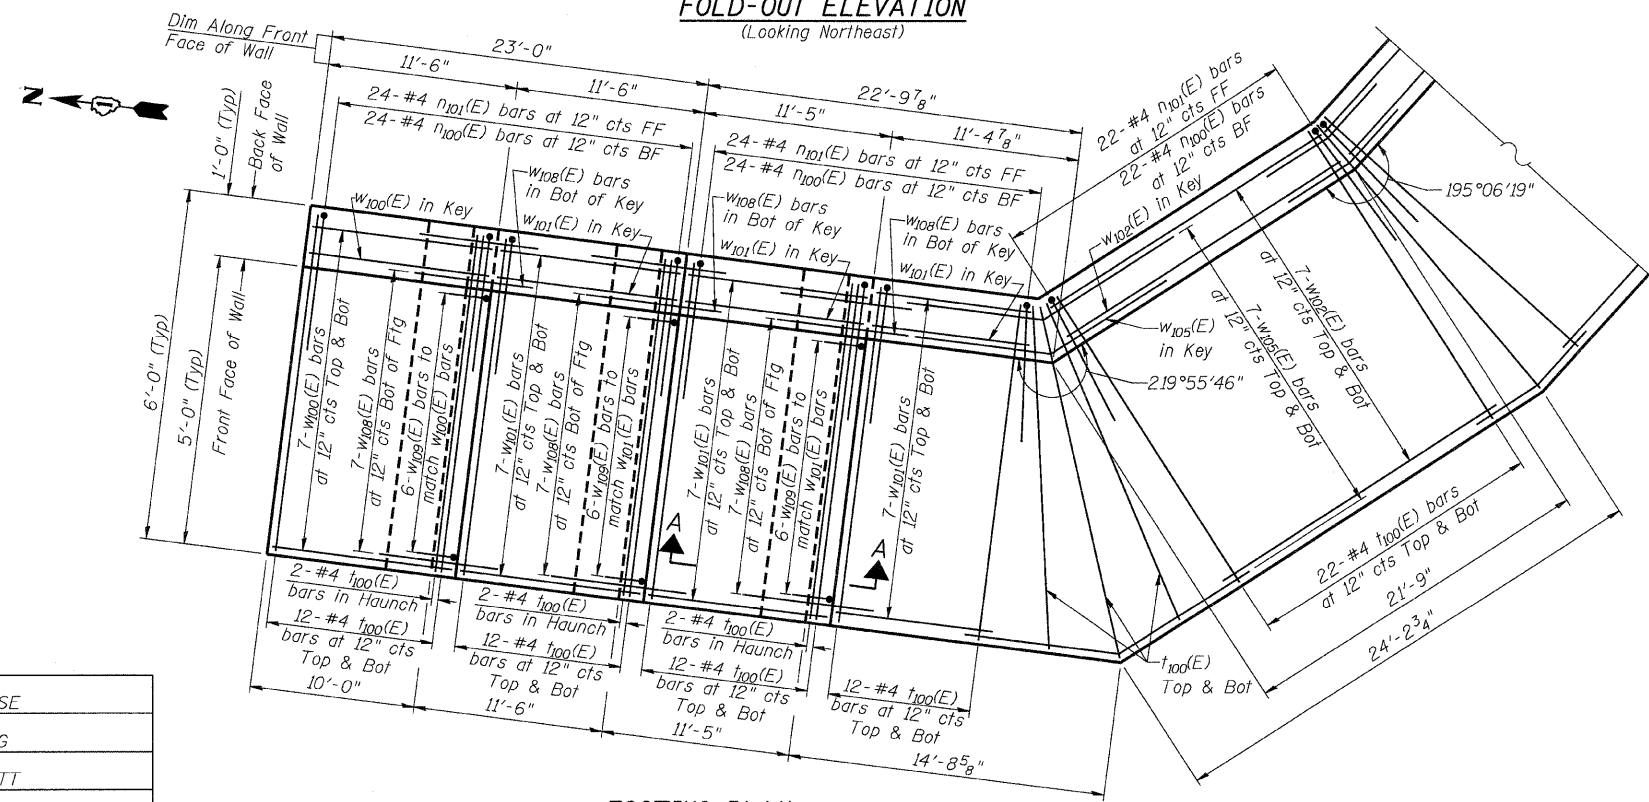 FOLD-OUT ELEVATION
(Looking Northeast)
Dim Along Front
Face of Wall
23'-0"
11'-6"
11'-6"
22'-9⅞"
11'-5"
11'-4⅞"
N
1'-0" (Typ)
Back Face
of Wall
24-#4 n101(E) bars at 12" cts FF
24-#4 n100(E) bars at 12" cts BF
24-#4 n101(E) bars at 12" cts FF
24-#4 n100(E) bars at 12" cts BF
22-#4 n101(E) bars
at 12" cts FF
22-#4 n100(E) bars
at 12" cts BF
195°06'19"
w100(E) in Key
w108(E) bars
in Bot of Key
w101(E) in Key
w108(E) bars
in Bot of Key
w101(E) in Key
w108(E) bars
in Bot of Key
w101(E) in Key
w102(E)
in Key
w105(E)
in Key
219°55'46"
6'-0" (Typ)
5'-0" (Typ)
Front Face of Wall
7-w100(E) bars
at 12" cts Top & Bot
7-w108(E) bars
at 12" cts Bot of Ftg
6-w109(E) bars to
match w100(E) bars
7-w101(E) bars
at 12" cts Top & Bot
7-w108(E) bars
at 12" cts Bot of Ftg
6-w109(E) bars to
match w101(E) bars
7-w101(E) bars
at 12" cts Top & Bot
7-w108(E) bars
at 12" cts Bot of Ftg
6-w109(E) bars to
match w101(E) bars
7-w101(E) bars
at 12" cts Top & Bot
7-w102(E) bars
at 12" cts Top & Bot
7-w105(E) bars
at 12" cts Top & Bot
A
A
2-#4 t100(E)
bars in Haunch
12-#4 t100(E)
bars at 12" cts
Top & Bot
10'-0"
2-#4 t100(E)
bars in Haunch
12-#4 t100(E)
bars at 12" cts
Top & Bot
11'-6"
2-#4 t100(E)
bars in Haunch
12-#4 t100(E)
bars at 12" cts
Top & Bot
11'-5"
12-#4 t100(E)
bars at 12" cts
Top & Bot
14'-8⅝"
t100(E)
Top & Bot
22-#4 t100(E) bars
at 12" cts Top & Bot
21'-9"
24'-2¾"
SE
G
TT